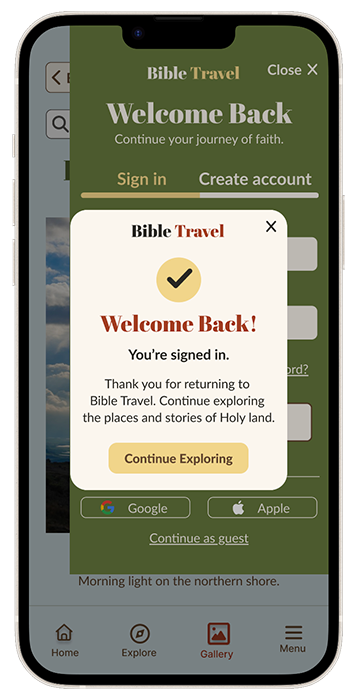 Bible Travel
Close X
Welcome Back
Continue your journey of faith.
Sign in
Create account
Bible Travel
X
Welcome Back!
You're signed in.
Thank you for returning to
Bible Travel. Continue exploring
the places and stories of Holy land.
Continue Exploring
Google
Apple
Continue as guest
Morning light on the northern shore.
Home
Explore
Gallery
Menu